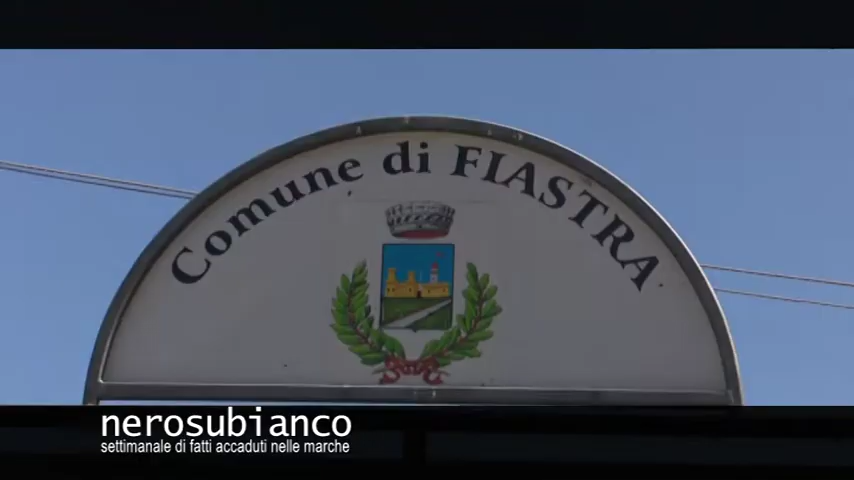 Comune di FIASTRA
nerosubianco
settimanale di fatti accaduti nelle marche